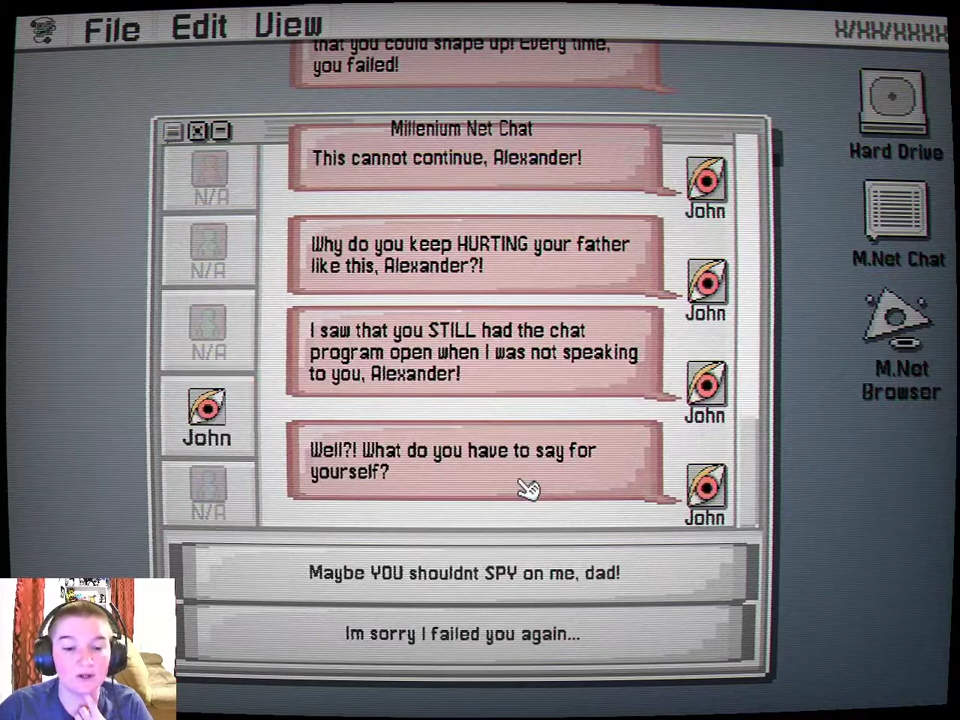 File Edit View
X/XX/XXXX
that you could shape up! Every time,
you failed!
Millenium Net Chat
This cannot continue, Alexander!
John
Why do you keep HURTING your father
like this, Alexander?!
John
I saw that you STILL had the chat
program open when I was not speaking
to you, Alexander!
John
Well?! What do you have to say for
yourself?
John
N/A
N/A
N/A
John
N/A
Maybe YOU shouldnt SPY on me, dad!
Im sorry I failed you again...
Hard Drive
M.Net Chat
M.Net
Browser